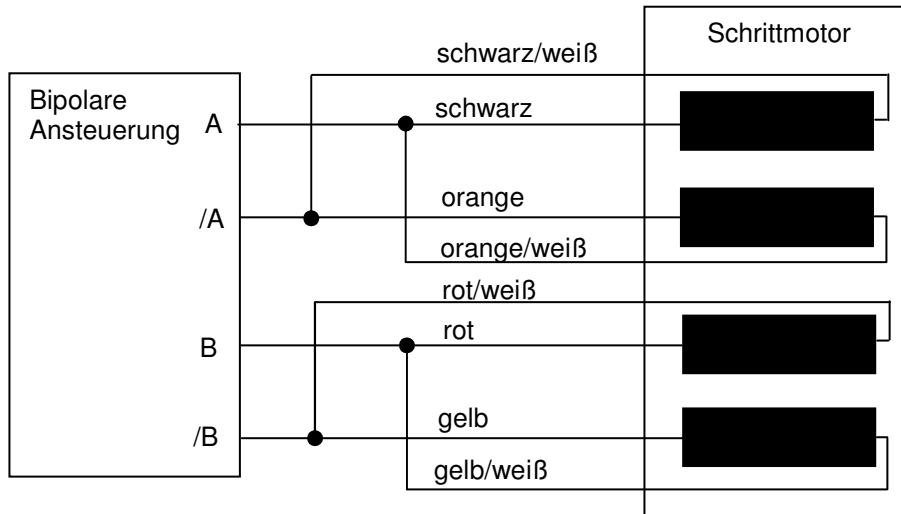 Schrittmotor
schwarz/weiß
Bipolare
Ansteuerung
A
schwarz
/A
orange
orange/weiß
rot/weiß
B
rot
/B
gelb
gelb/weiß